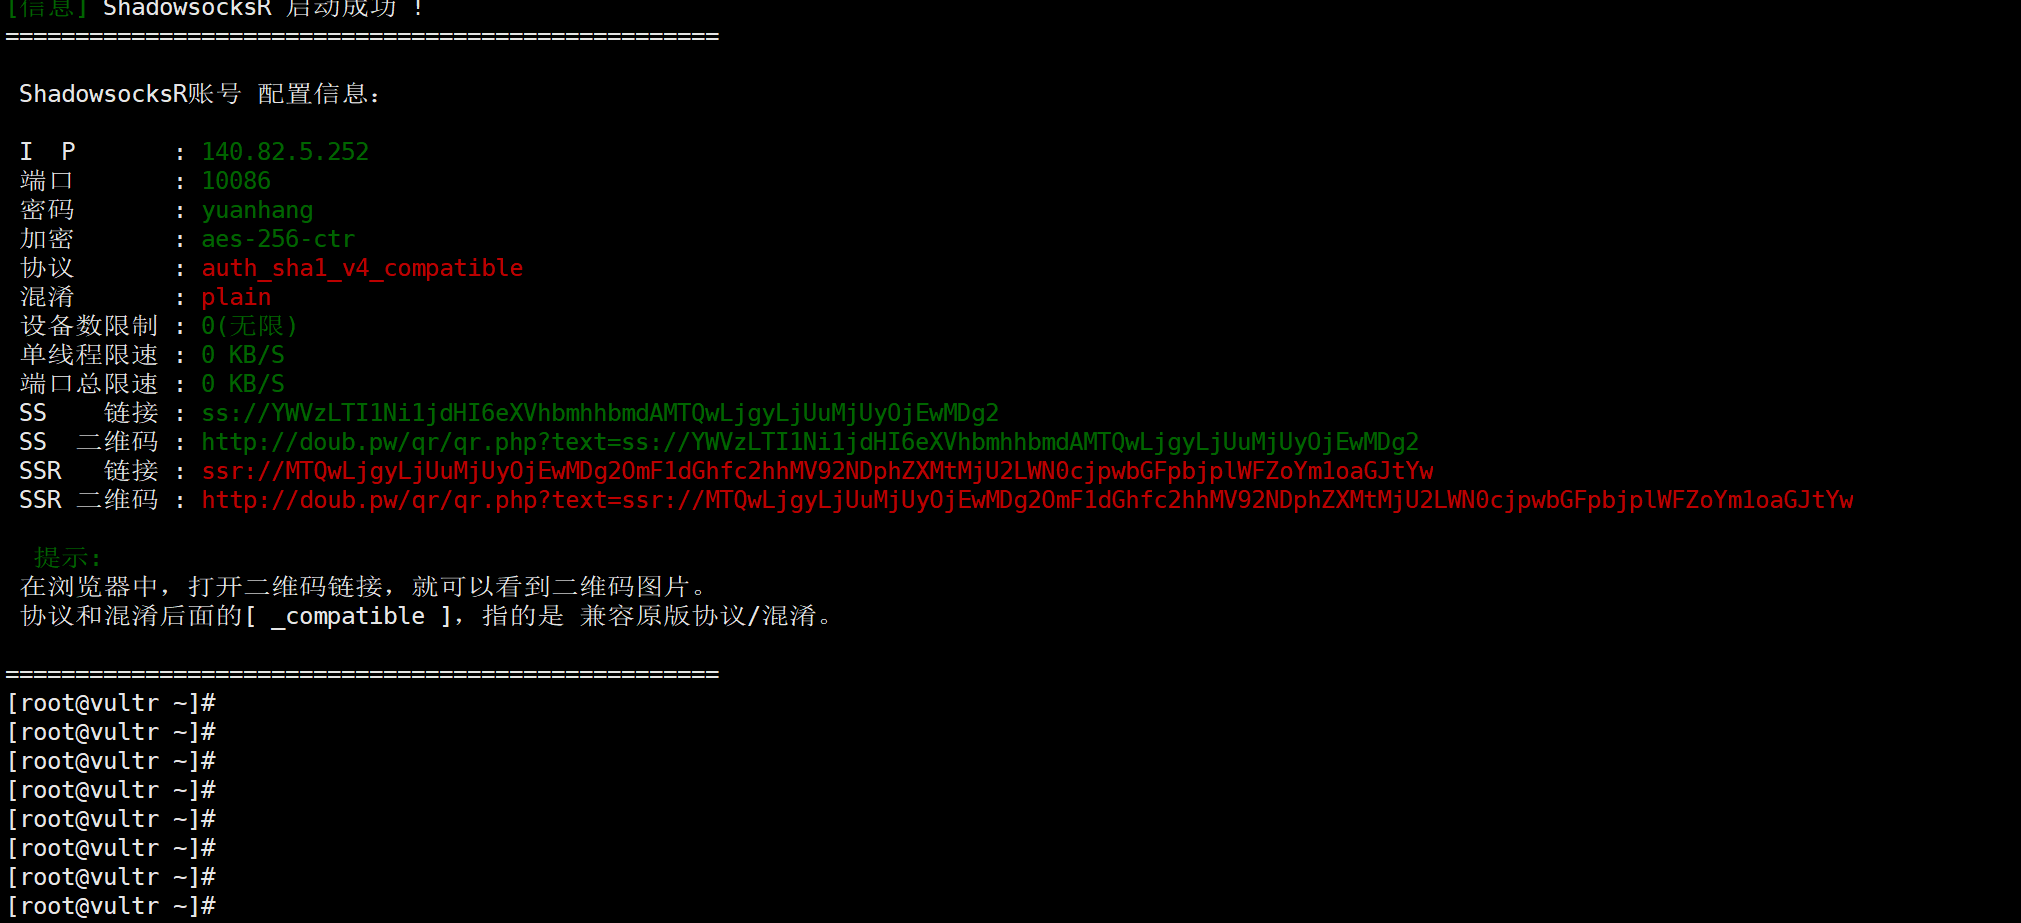 [信息] ShadowsocksR 启动成功 !
===================================================
ShadowsocksR账号 配置信息：
I  P       : 140.82.5.252
端口       : 10086
密码       : yuanhang
加密       : aes-256-ctr
协议       : auth_sha1_v4_compatible
混淆       : plain
设备数限制 : 0(无限)
单线程限速 : 0 KB/S
端口总限速 : 0 KB/S
SS    链接 : ss://YWVzLTI1Ni1jdHI6eXVhbmhhbmdAMTQwLjgyLjUuMjUyOjEwMDg2
SS  二维码 : http://doub.pw/qr/qr.php?text=ss://YWVzLTI1Ni1jdHI6eXVhbmhhbmdAMTQwLjgyLjUuMjUyOjEwMDg2
SSR   链接 : ssr://MTQwLjgyLjUuMjUyOjEwMDg2OmF1dGhfc2hhMV92NDphZXMtMjU2LWN0cjpwbGFpbjplWFZoYm1oaGJtYw
SSR 二维码 : http://doub.pw/qr/qr.php?text=ssr://MTQwLjgyLjUuMjUyOjEwMDg2OmF1dGhfc2hhMV92NDphZXMtMjU2LWN0cjpwbGFpbjplWFZoYm1oaGJtYw
提示:
在浏览器中，打开二维码链接，就可以看到二维码图片。
协议和混淆后面的[ _compatible ]，指的是 兼容原版协议/混淆。
===================================================
[root@vultr ~]#
[root@vultr ~]#
[root@vultr ~]#
[root@vultr ~]#
[root@vultr ~]#
[root@vultr ~]#
[root@vultr ~]#
[root@vultr ~]#